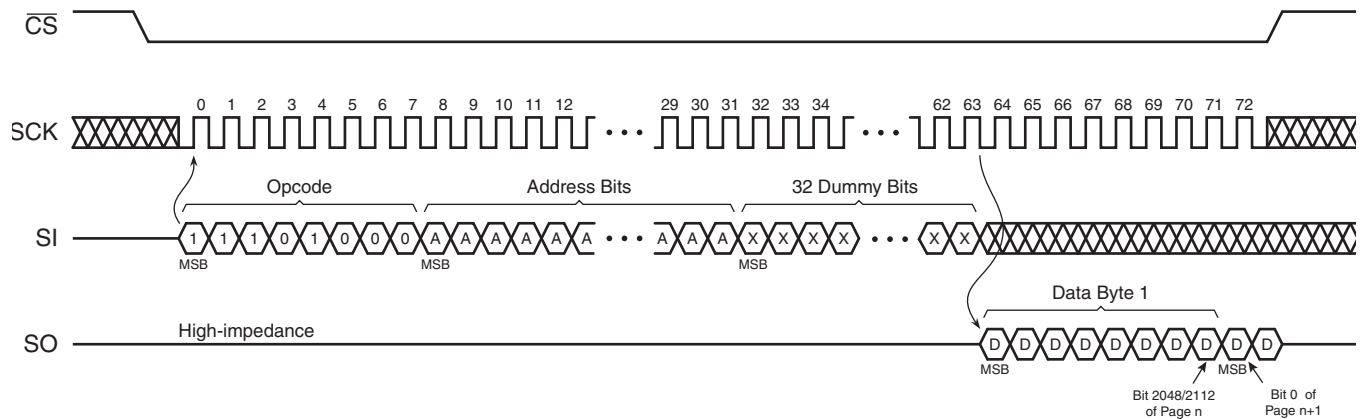 CS
0 1 2 3 4 5 6 7 8 9 10 11 12 29 30 31 32 33 34 62 63 64 65 66 67 68 69 70 71 72
SCK
Opcode Address Bits 32 Dummy Bits
SI 1 1 1 0 1 0 0 0 A A A A A A A A A X X X X X X
MSB MSB MSB
Data Byte 1
High-impedance
SO D D D D D D D D D D
MSB MSB
Bit 2048/2112 Bit 0 of
of Page n Page n+1